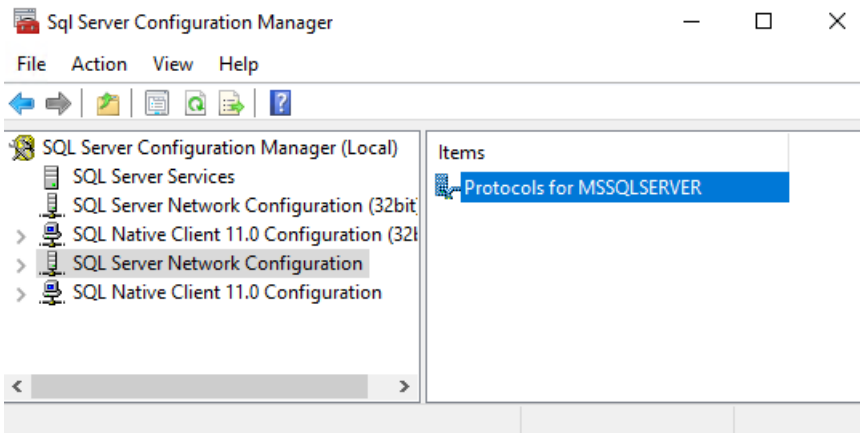 Sql Server Configuration Manager
File Action View Help
SQL Server Configuration Manager (Local)
SQL Server Services
SQL Server Network Configuration (32bit
SQL Native Client 11.0 Configuration (32
SQL Server Network Configuration
SQL Native Client 11.0 Configuration
Items
Protocols for MSSQLSERVER